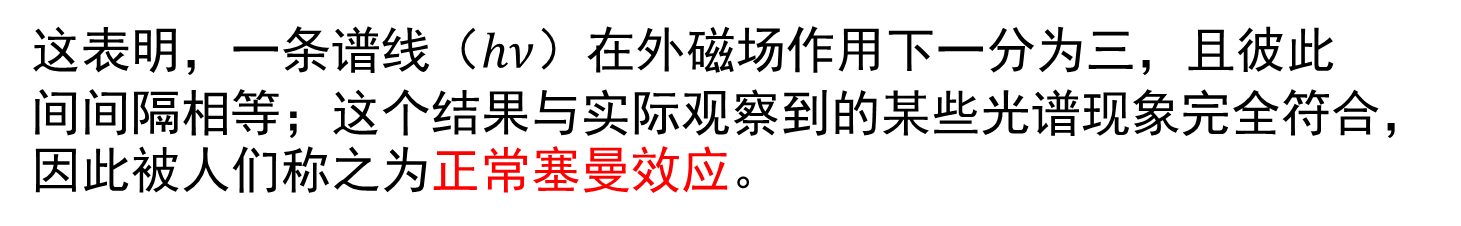 这表明，一条谱线（hν）在外磁场作用下一分为三，且彼此
间间隔相等；这个结果与实际观察到的某些光谱现象完全符合，
因此被人们称之为正常塞曼效应。